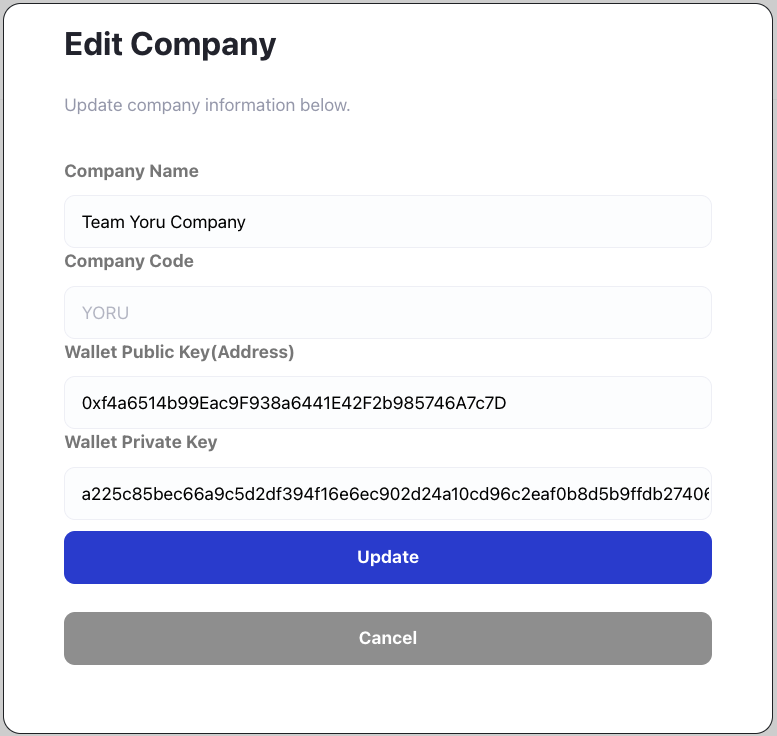 Edit Company
Update company information below.
Company Name
Team Yoru Company
Company Code
YORU
Wallet Public Key(Address)
0xf4a6514b99Eac9F938a6441E42F2b985746A7c7D
Wallet Private Key
a225c85bec66a9c5d2df394f16e6ec902d24a10cd96c2eaf0b8d5b9ffdb2740
Update
Cancel